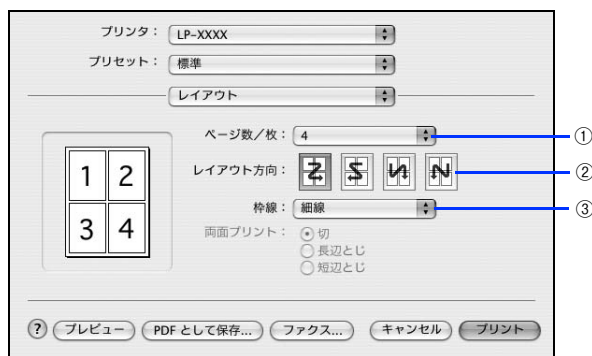 プリンタ： LP-XXXX
プリセット： 標準
レイアウト
ページ数／枚： 4 ①
レイアウト方向： ②
枠線： 細線 ③
両面プリント： 切
長辺とじ
短辺とじ
1 2
3 4
? プレビュー PDF として保存... ファクス... キャンセル プリント